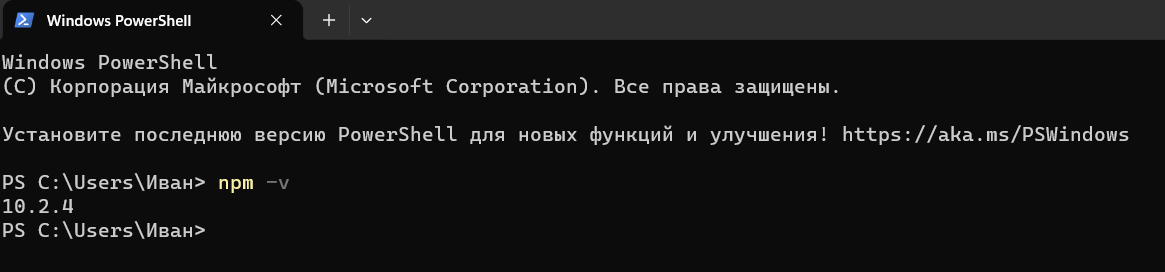 Windows PowerShell
Windows PowerShell
(C) Корпорация Майкрософт (Microsoft Corporation). Все права защищены.
Установите последнюю версию PowerShell для новых функций и улучшения! https://aka.ms/PSWindows
PS C:\Users\Иван> npm -v
10.2.4
PS C:\Users\Иван>